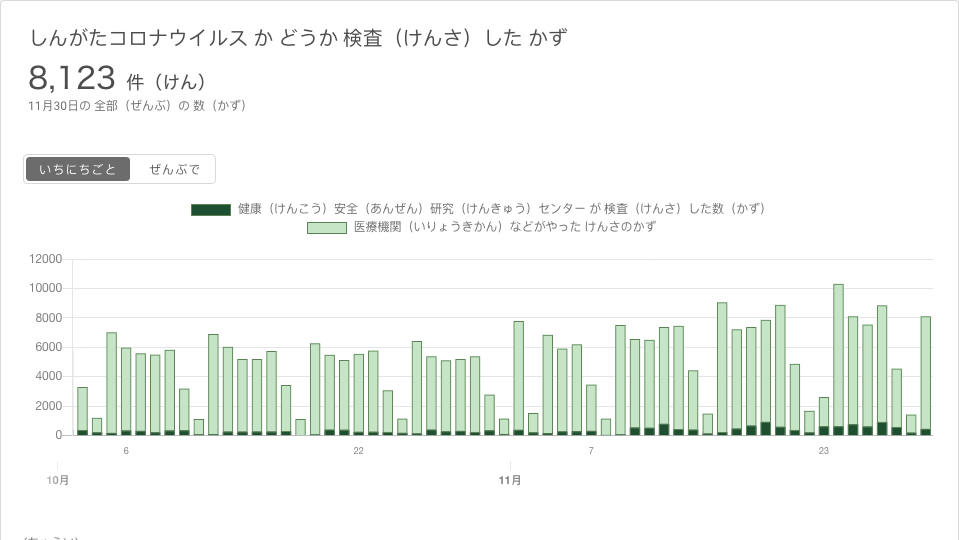 しんがたコロナウイルス か どうか 検査（けんさ）した かず
8,123 件（けん）
11月30日の 全部（ぜんぶ）の 数（かず）
いちにちごと ぜんぶで
健康（けんこう）安全（あんぜん）研究（けんきゅう）センター が 検査（けんさ）した数（かず）
医療機関（いりょうきかん）などがやった けんさのかず
12000
10000
8000
6000
4000
2000
0
6 22 7 23
10月 11月